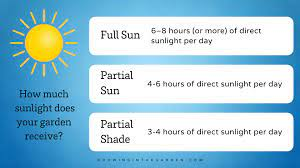 How much
sunlight does
your garden
receive?
Full Sun
6–8 hours (or more) of direct
sunlight per day
Partial
Sun
4-6 hours of direct sunlight per day
Partial
Shade
3-4 hours of direct sunlight per day
GROWINGINTHEGARDEN.COM